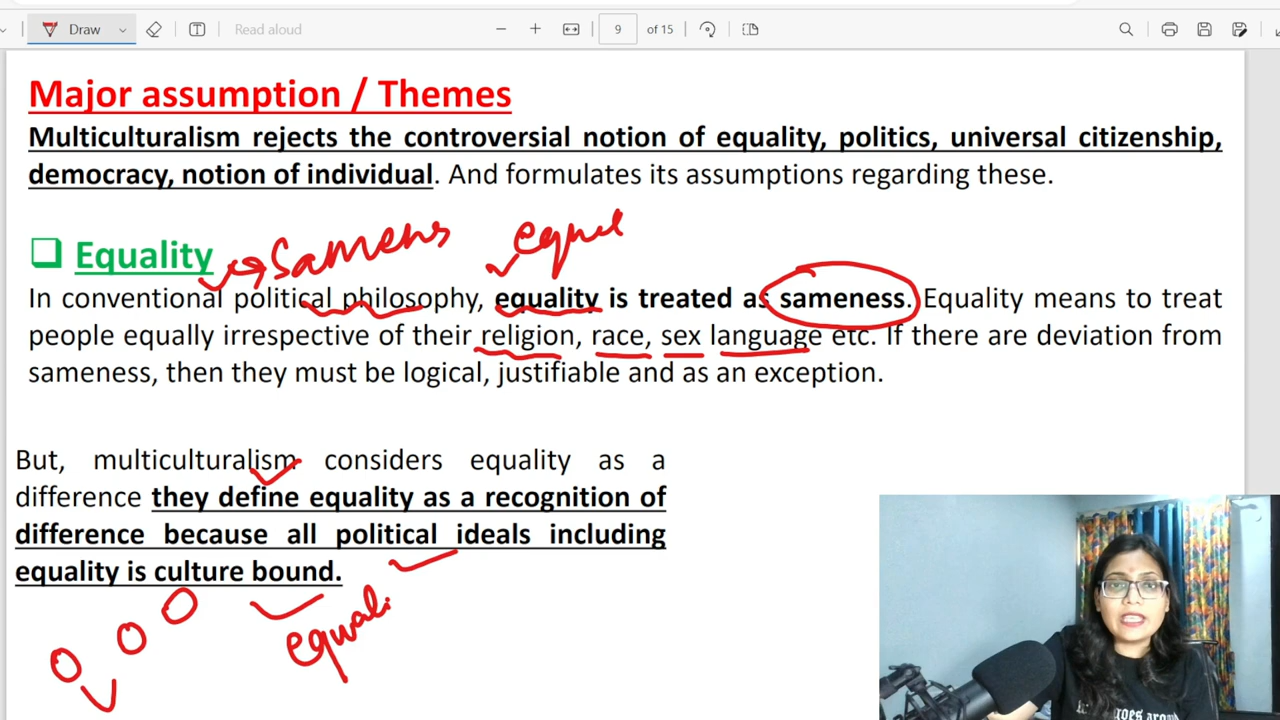 Draw
Read aloud
9 of 15
Major assumption / Themes
Multiculturalism rejects the controversial notion of equality, politics, universal citizenship,
democracy, notion of individual. And formulates its assumptions regarding these.
Equality
Samens
equal
In conventional political philosophy, equality is treated as sameness. Equality means to treat
people equally irrespective of their religion, race, sex language etc. If there are deviation from
sameness, then they must be logical, justifiable and as an exception.
But, multiculturalism considers equality as a
difference they define equality as a recognition of
difference because all political ideals including
equality is culture bound.
equali